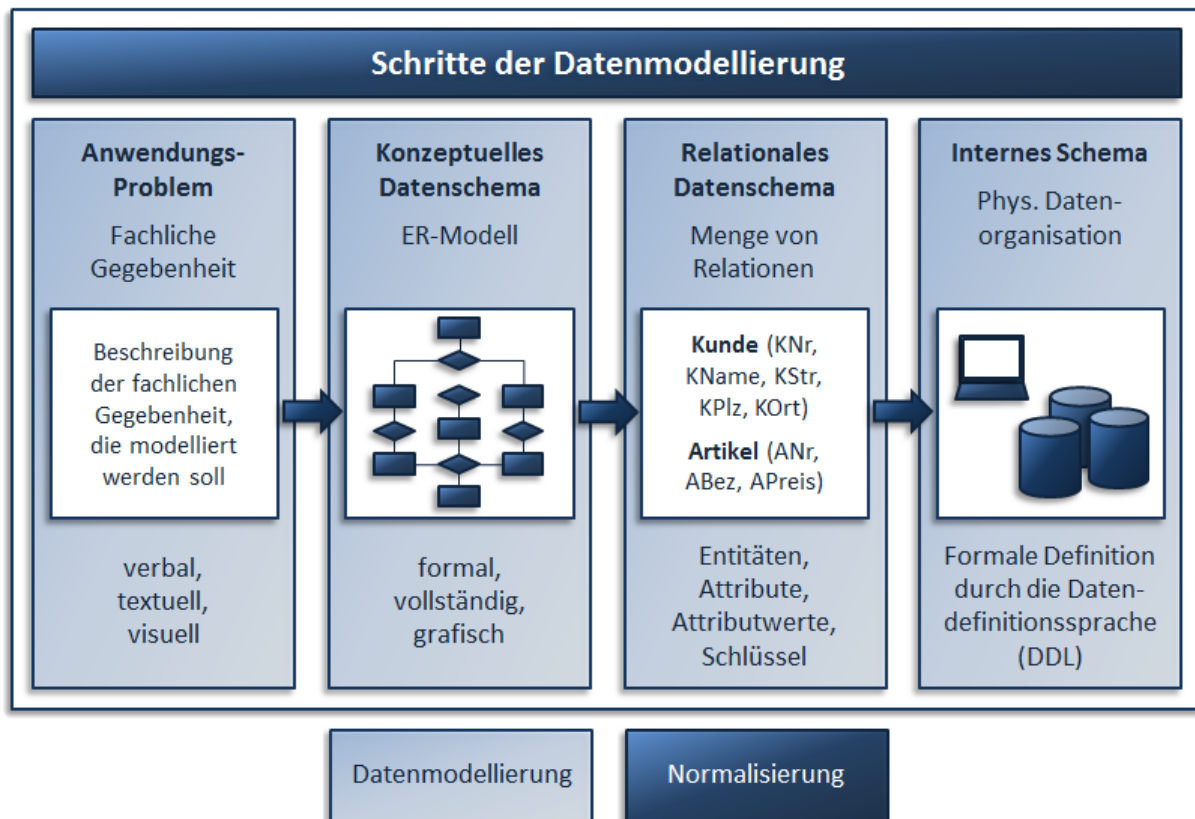 Schritte der Datenmodellierung
Anwendungs-
Problem
Fachliche
Gegebenheit
Beschreibung
der fachlichen
Gegebenheit,
die modelliert
werden soll
verbal,
textuell,
visuell
Konzeptuelles
Datenschema
ER-Modell
formal,
vollständig,
grafisch
Relationales
Datenschema
Menge von
Relationen
Kunde (KNr,
KName, KStr,
KPlz, KOrt)
Artikel (ANr,
ABez, APreis)
Entitäten,
Attribute,
Attributwerte,
Schlüssel
Internes Schema
Phys. Daten-
organisation
Formale Definition
durch die Daten-
definitionssprache
(DDL)
Datenmodellierung
Normalisierung